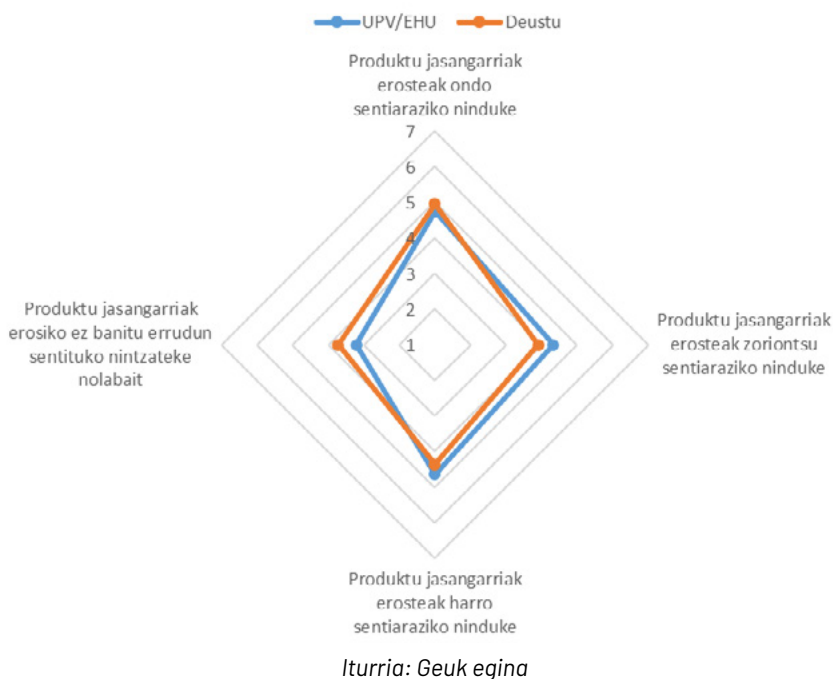 UPV/EHU Deustu
Produktu jasangarriak
erosteak ondo
sentiaraziko ninduke
7
6
5
4
3
2
1
Produktu jasangarriak
erosiko ez banitu errudun
sentituko nintzateke
nolabait
Produktu jasangarriak
erosteak zoriontsu
sentiaraziko ninduke
Produktu jasangarriak
erosteak harro
sentiaraziko ninduke
Iturria: Geuk egina